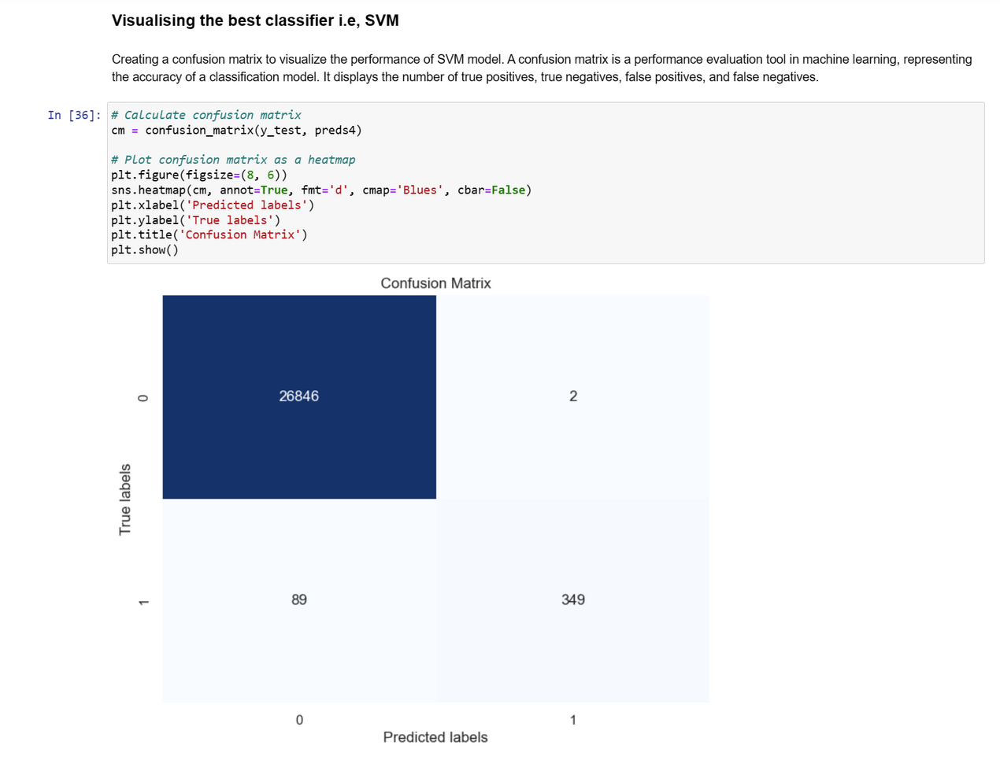 Visualising the best classifier i.e, SVM
Creating a confusion matrix to visualize the performance of SVM model. A confusion matrix is a performance evaluation tool in machine learning, representing
the accuracy of a classification model. It displays the number of true positives, true negatives, false positives, and false negatives.
In [36]: # Calculate confusion matrix
cm = confusion_matrix(y_test, preds4)
# Plot confusion matrix as a heatmap
plt.figure(figsize=(8, 6))
sns.heatmap(cm, annot=True, fmt='d', cmap='Blues', cbar=False)
plt.xlabel('Predicted labels')
plt.ylabel('True labels')
plt.title('Confusion Matrix')
plt.show()
Confusion Matrix
0
26846 2
True labels
1
89 349
0 1
Predicted labels